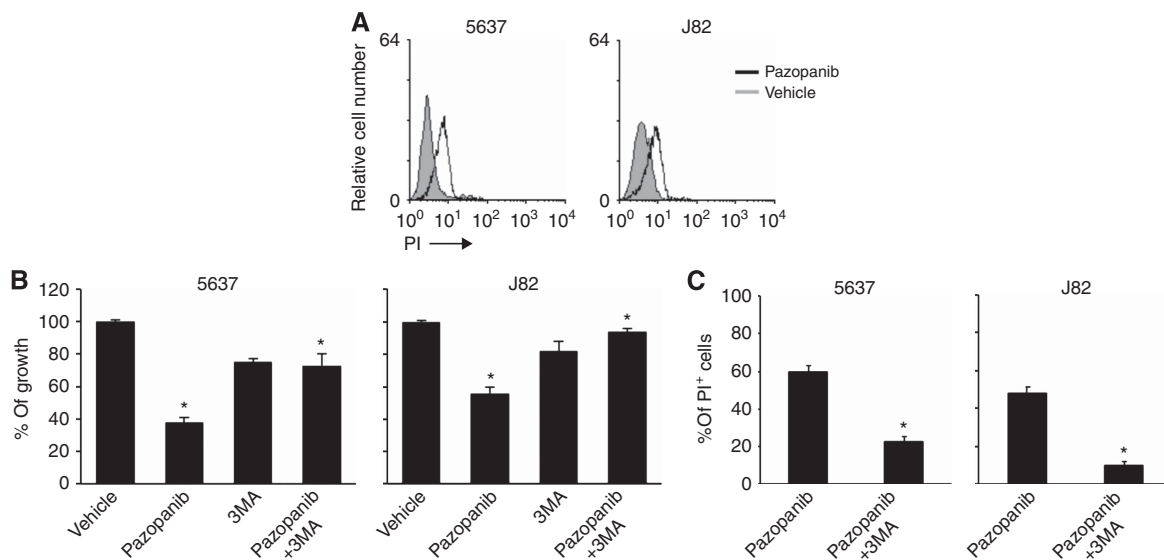 A
5637
J82
Relative cell number
64
0
10⁰ 10¹ 10² 10³ 10⁴
PI
64
0
10⁰ 10¹ 10² 10³ 10⁴
Pazopanib
Vehicle
B
5637
% Of growth
120
100
80
60
40
20
0
*
*
Vehicle
Pazopanib
3MA
Pazopanib
+3MA
J82
*
*
Vehicle
Pazopanib
3MA
Pazopanib
+3MA
C
5637
%Of PI⁺ cells
100
80
60
40
20
0
*
Pazopanib
Pazopanib
+3MA
J82
*
Pazopanib
Pazopanib
+3MA